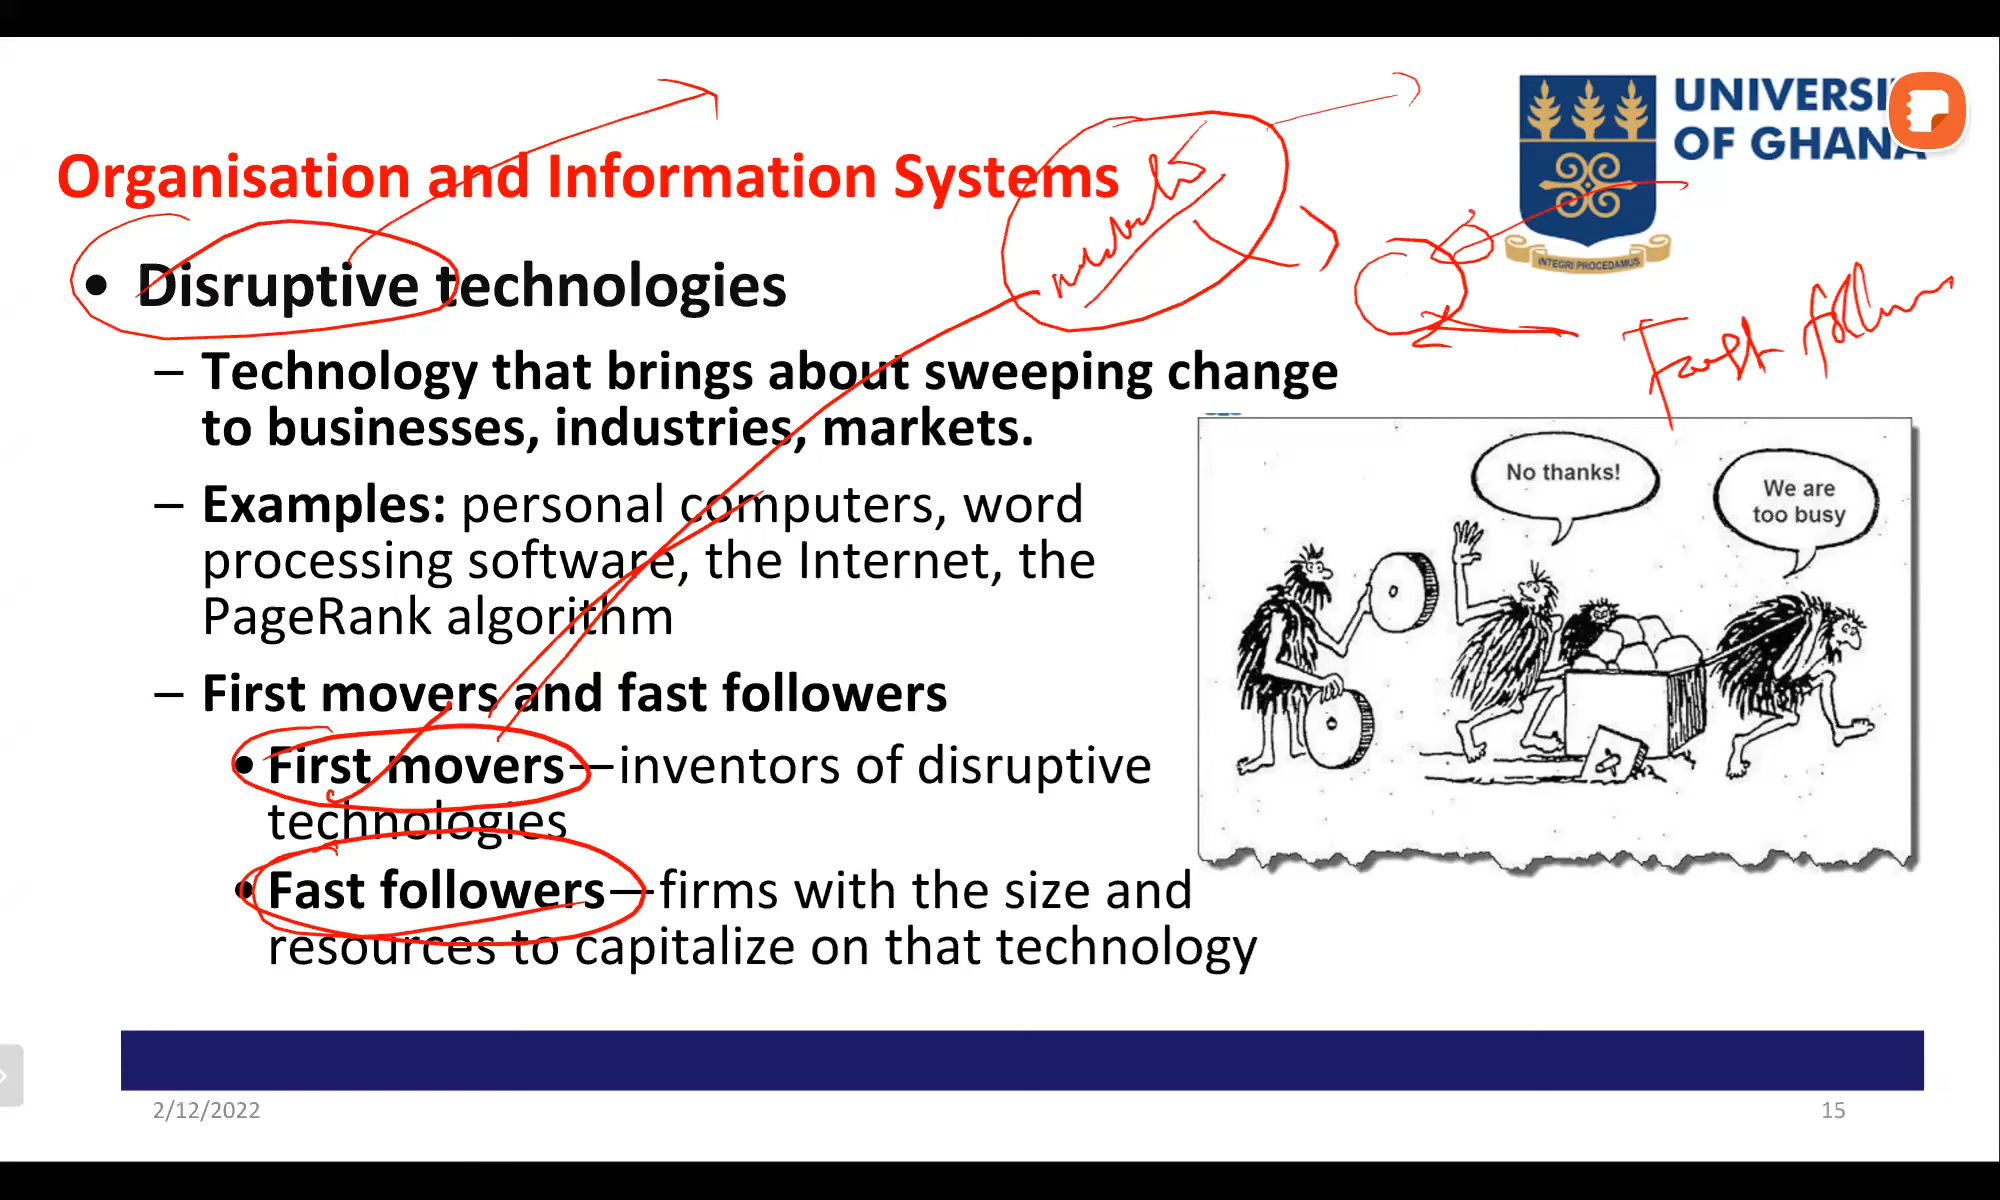 UNIVERSI
OF GHANA
Organisation and Information Systems
INTEGRI PROCEDAMUS
• Disruptive technologies
Fast follow
– Technology that brings about sweeping change
to businesses, industries, markets.
– Examples: personal computers, word
processing software, the Internet, the
PageRank algorithm
– First movers and fast followers
• First movers—inventors of disruptive
technologies
• Fast followers—firms with the size and
resources to capitalize on that technology
No thanks!
We are
too busy
2/12/2022
15